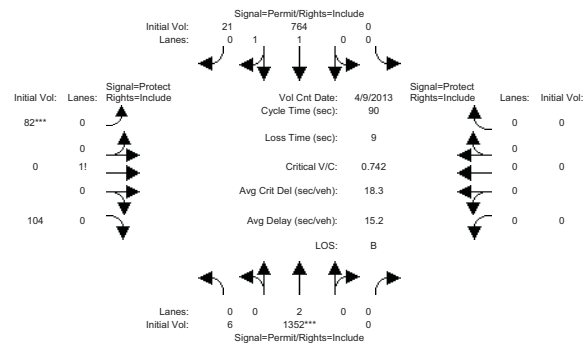 Signal=Permit/Rights=Include
Initial Vol: 21 764 0
Lanes: 0 1 1 0 0
Signal=Protect
Initial Vol: Lanes: Rights=Include
Vol Cnt Date: 4/9/2013
Signal=Protect
Rights=Include Lanes: Initial Vol:
82*** 0
Cycle Time (sec): 90
0 0
0
Loss Time (sec): 9
0
0 1!
Critical V/C: 0.742
0 0
0
Avg Crit Del (sec/veh): 18.3
0
104 0
Avg Delay (sec/veh): 15.2
0 0
LOS: B
Lanes: 0 0 2 0 0
Initial Vol: 6 1352*** 0
Signal=Permit/Rights=Include